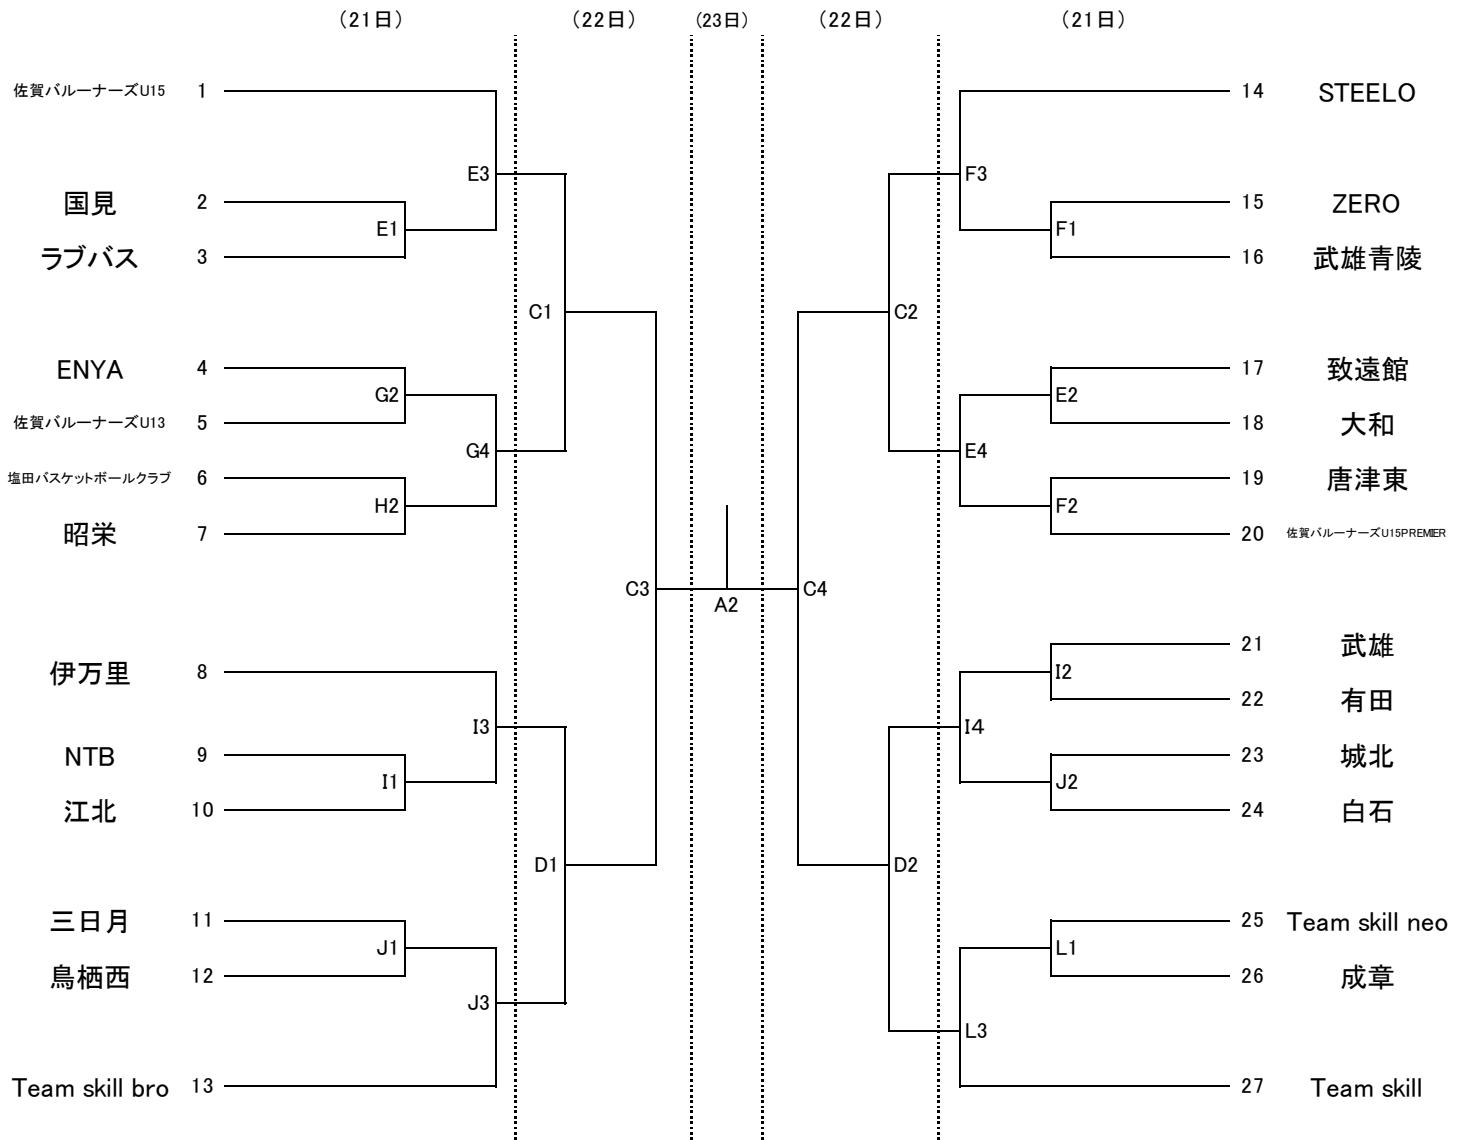 （21日） （22日） （23日） （22日） （21日）
佐賀バルーナーズU15 1 14 STEELO
E3 F3
国見 2 15 ZERO
E1 F1
ラブバス 3 16 武雄青陵
C1 C2
ENYA 4 17 致遠館
G2 E2
佐賀バルーナーズU13 5 18 大和
G4 E4
塩田バスケットボールクラブ 6 19 唐津東
H2 F2
昭栄 7 20 佐賀バルーナーズU15PREMIER
C3 A2 C4
21 武雄
伊万里 8 I2
22 有田
I3 I4
NTB 9 23 城北
I1 J2
江北 10 24 白石
D1 D2
三日月 11 25 Team skill neo
J1 L1
鳥栖西 12 26 成章
J3 L3
Team skill bro 13 27 Team skill